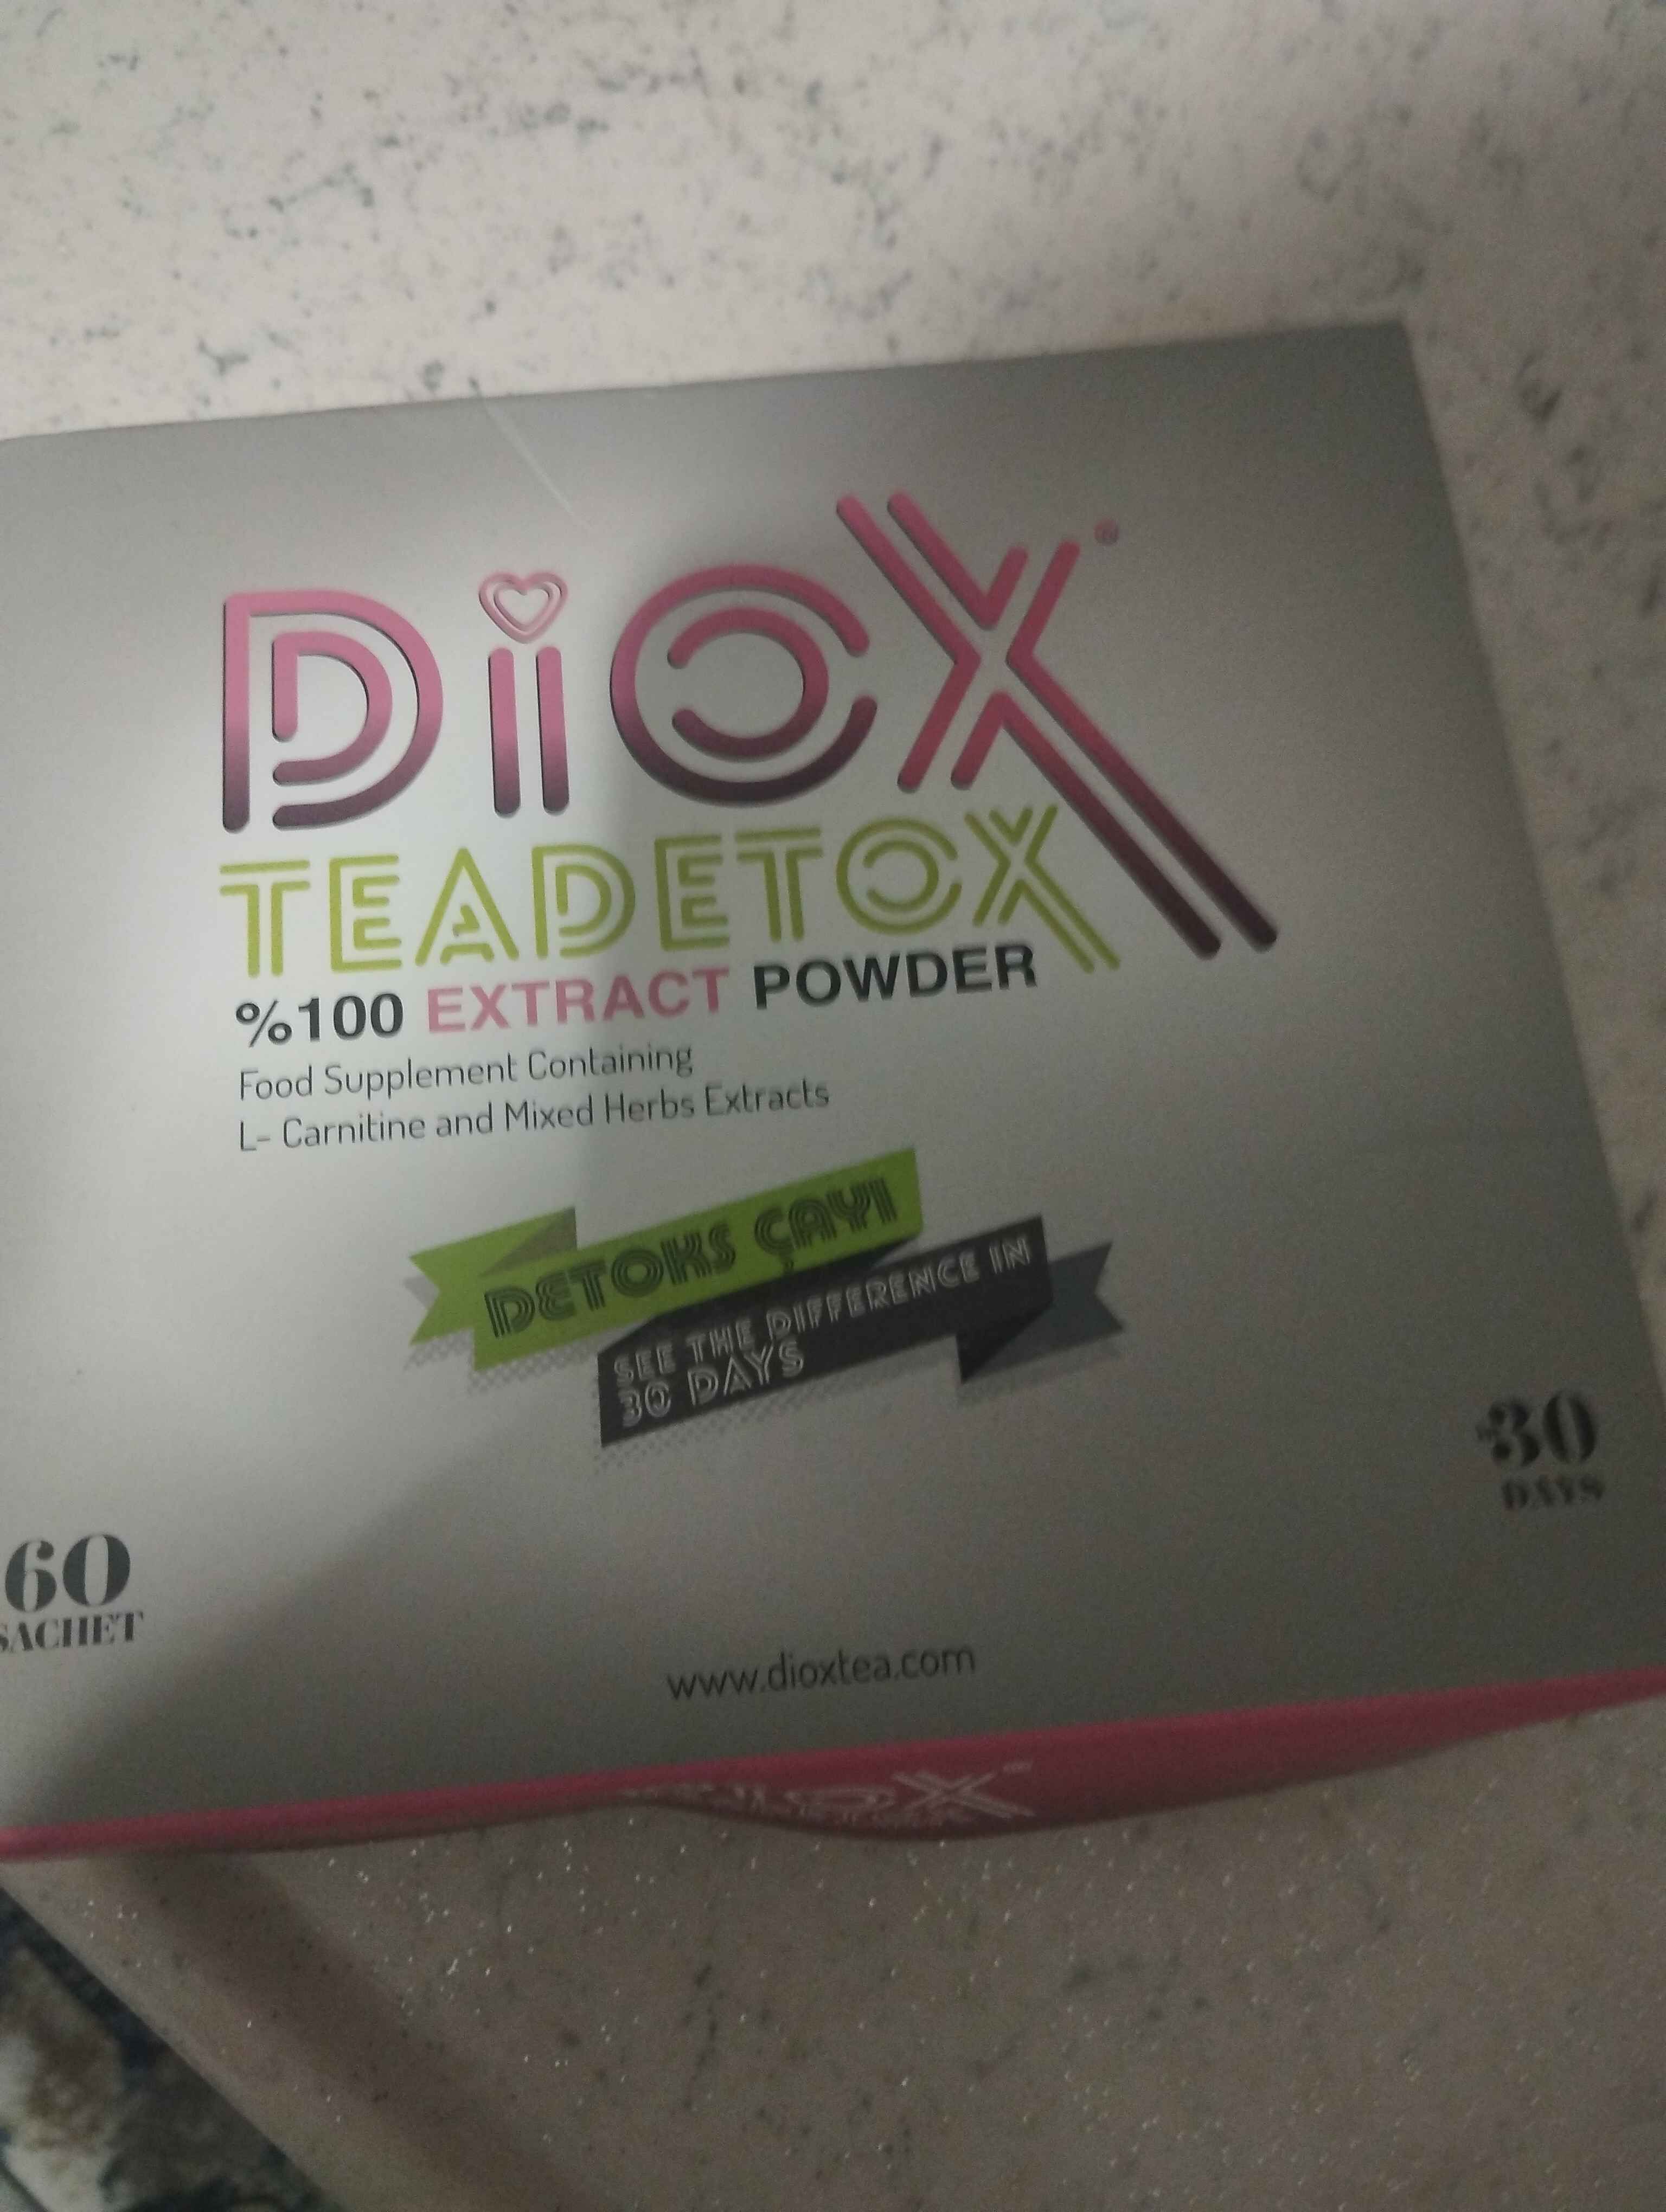 DiOX
TEADETOX
%100 EXTRACT POWDER
Food Supplement Containing
L- Carnitine and Mixed Herbs Extracts
DETOKS ÇAYI
SEE THE DIFFERENCE IN
30 DAYS
30
DAYS
60
SACHET
www.dioxtea.com